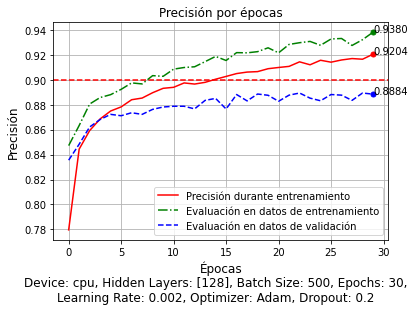 Precisión por épocas
0.94
0.92
0.90
0.88
0.86
0.84
0.82
0.80
0.78
Precisión
0.9380
0.9204
0.8884
Precisión durante entrenamiento
Evaluación en datos de entrenamiento
Evaluación en datos de validación
0 5 10 15 20 25 30
Épocas
Device: cpu, Hidden Layers: [128], Batch Size: 500, Epochs: 30,
Learning Rate: 0.002, Optimizer: Adam, Dropout: 0.2